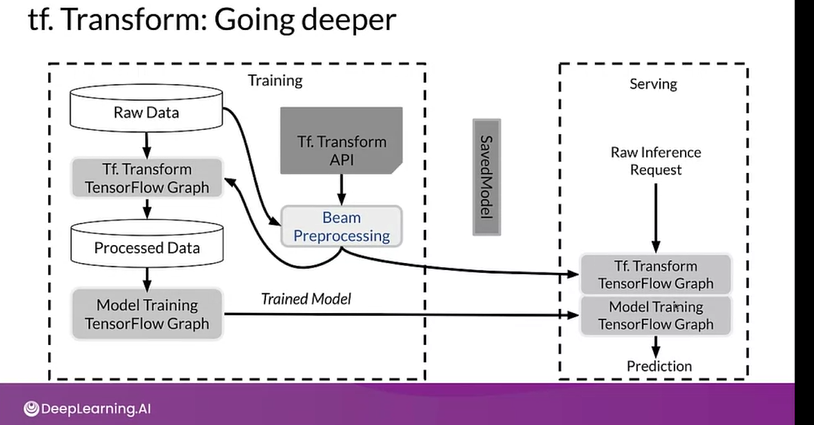 tf. Transform: Going deeper
Training
Raw Data
Tf. Transform
TensorFlow Graph
Processed Data
Model Training
TensorFlow Graph
Tf. Transform
API
Beam
Preprocessing
Trained Model
SavedModel
Serving
Raw Inference
Request
Tf. Transform
TensorFlow Graph
Model Training
TensorFlow Graph
Prediction
DeepLearning.AI